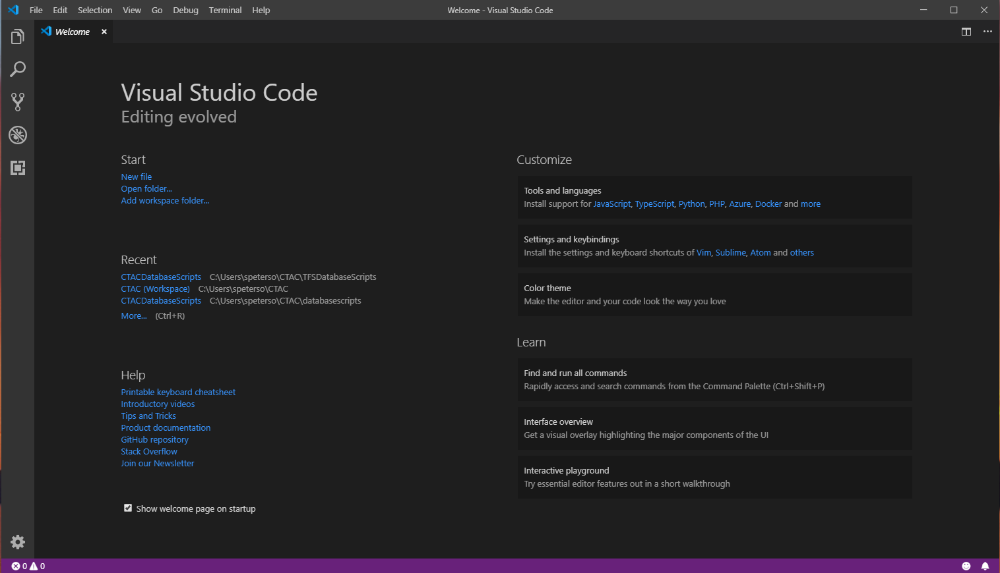 File Edit Selection View Go Debug Terminal Help
Welcome - Visual Studio Code
Welcome
Visual Studio Code
Editing evolved
Start
New file
Open folder...
Add workspace folder...
Recent
CTACDatabaseScripts C:\Users\speterso\CTAC\TFSDatabaseScripts
CTAC (Workspace) C:\Users\speterso\CTAC
CTACDatabaseScripts C:\Users\speterso\CTAC\databasescripts
More... (Ctrl+R)
Help
Printable keyboard cheatsheet
Introductory videos
Tips and Tricks
Product documentation
GitHub repository
Stack Overflow
Join our Newsletter
Show welcome page on startup
Customize
Tools and languages
Install support for JavaScript, TypeScript, Python, PHP, Azure, Docker and more
Settings and keybindings
Install the settings and keyboard shortcuts of Vim, Sublime, Atom and others
Color theme
Make the editor and your code look the way you love
Learn
Find and run all commands
Rapidly access and search commands from the Command Palette (Ctrl+Shift+P)
Interface overview
Get a visual overlay highlighting the major components of the UI
Interactive playground
Try essential editor features out in a short walkthrough
0 0